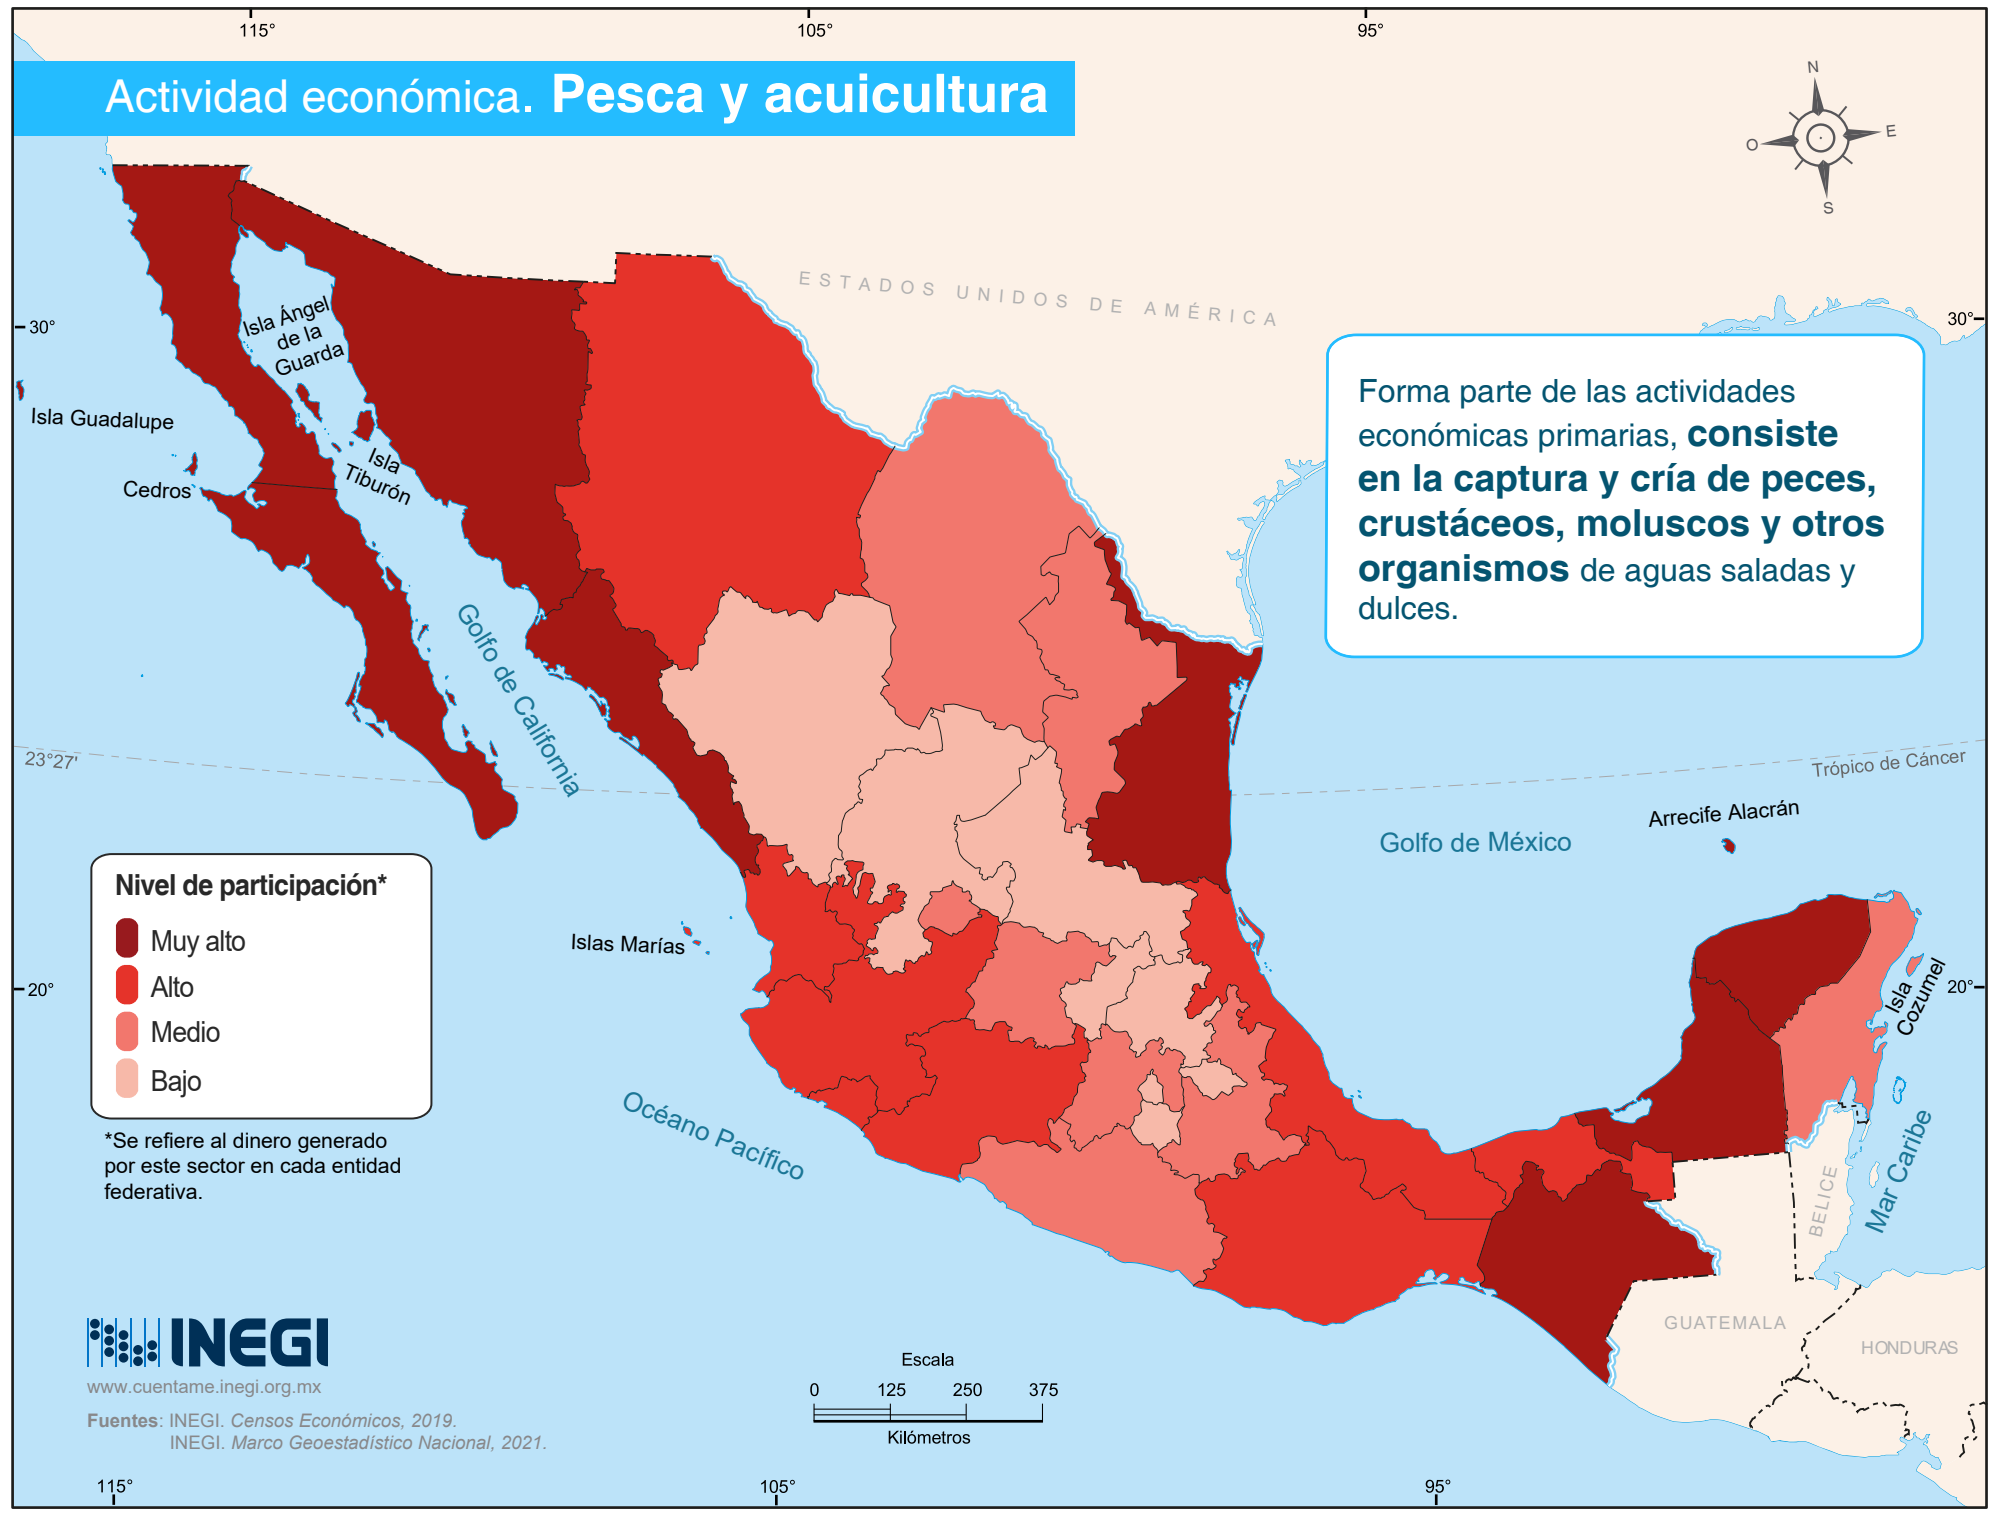 115°
105°
95°
Actividad económica. Pesca y acuicultura
N
O
E
S
ESTADOS UNIDOS DE AMÉRICA
30°
30°
Isla Ángel
de la
Guarda
Isla Guadalupe
Isla
Tiburón
Cedros
Forma parte de las actividades
económicas primarias, consiste
en la captura y cría de peces,
crustáceos, moluscos y otros
organismos de aguas saladas y
dulces.
Golfo de California
23°27'
Trópico de Cáncer
Arrecife Alacrán
Golfo de México
Nivel de participación*
Muy alto
Alto
Medio
Bajo
Islas Marías
20°
20°
Isla
Cozumel
*Se refiere al dinero generado
por este sector en cada entidad
federativa.
Océano Pacífico
BELICE
Mar Caribe
GUATEMALA
HONDURAS
INEGI
www.cuentame.inegi.org.mx
Fuentes: INEGI. Censos Económicos, 2019.
INEGI. Marco Geoestadístico Nacional, 2021.
Escala
0 125 250 375
Kilómetros
115°
105°
95°